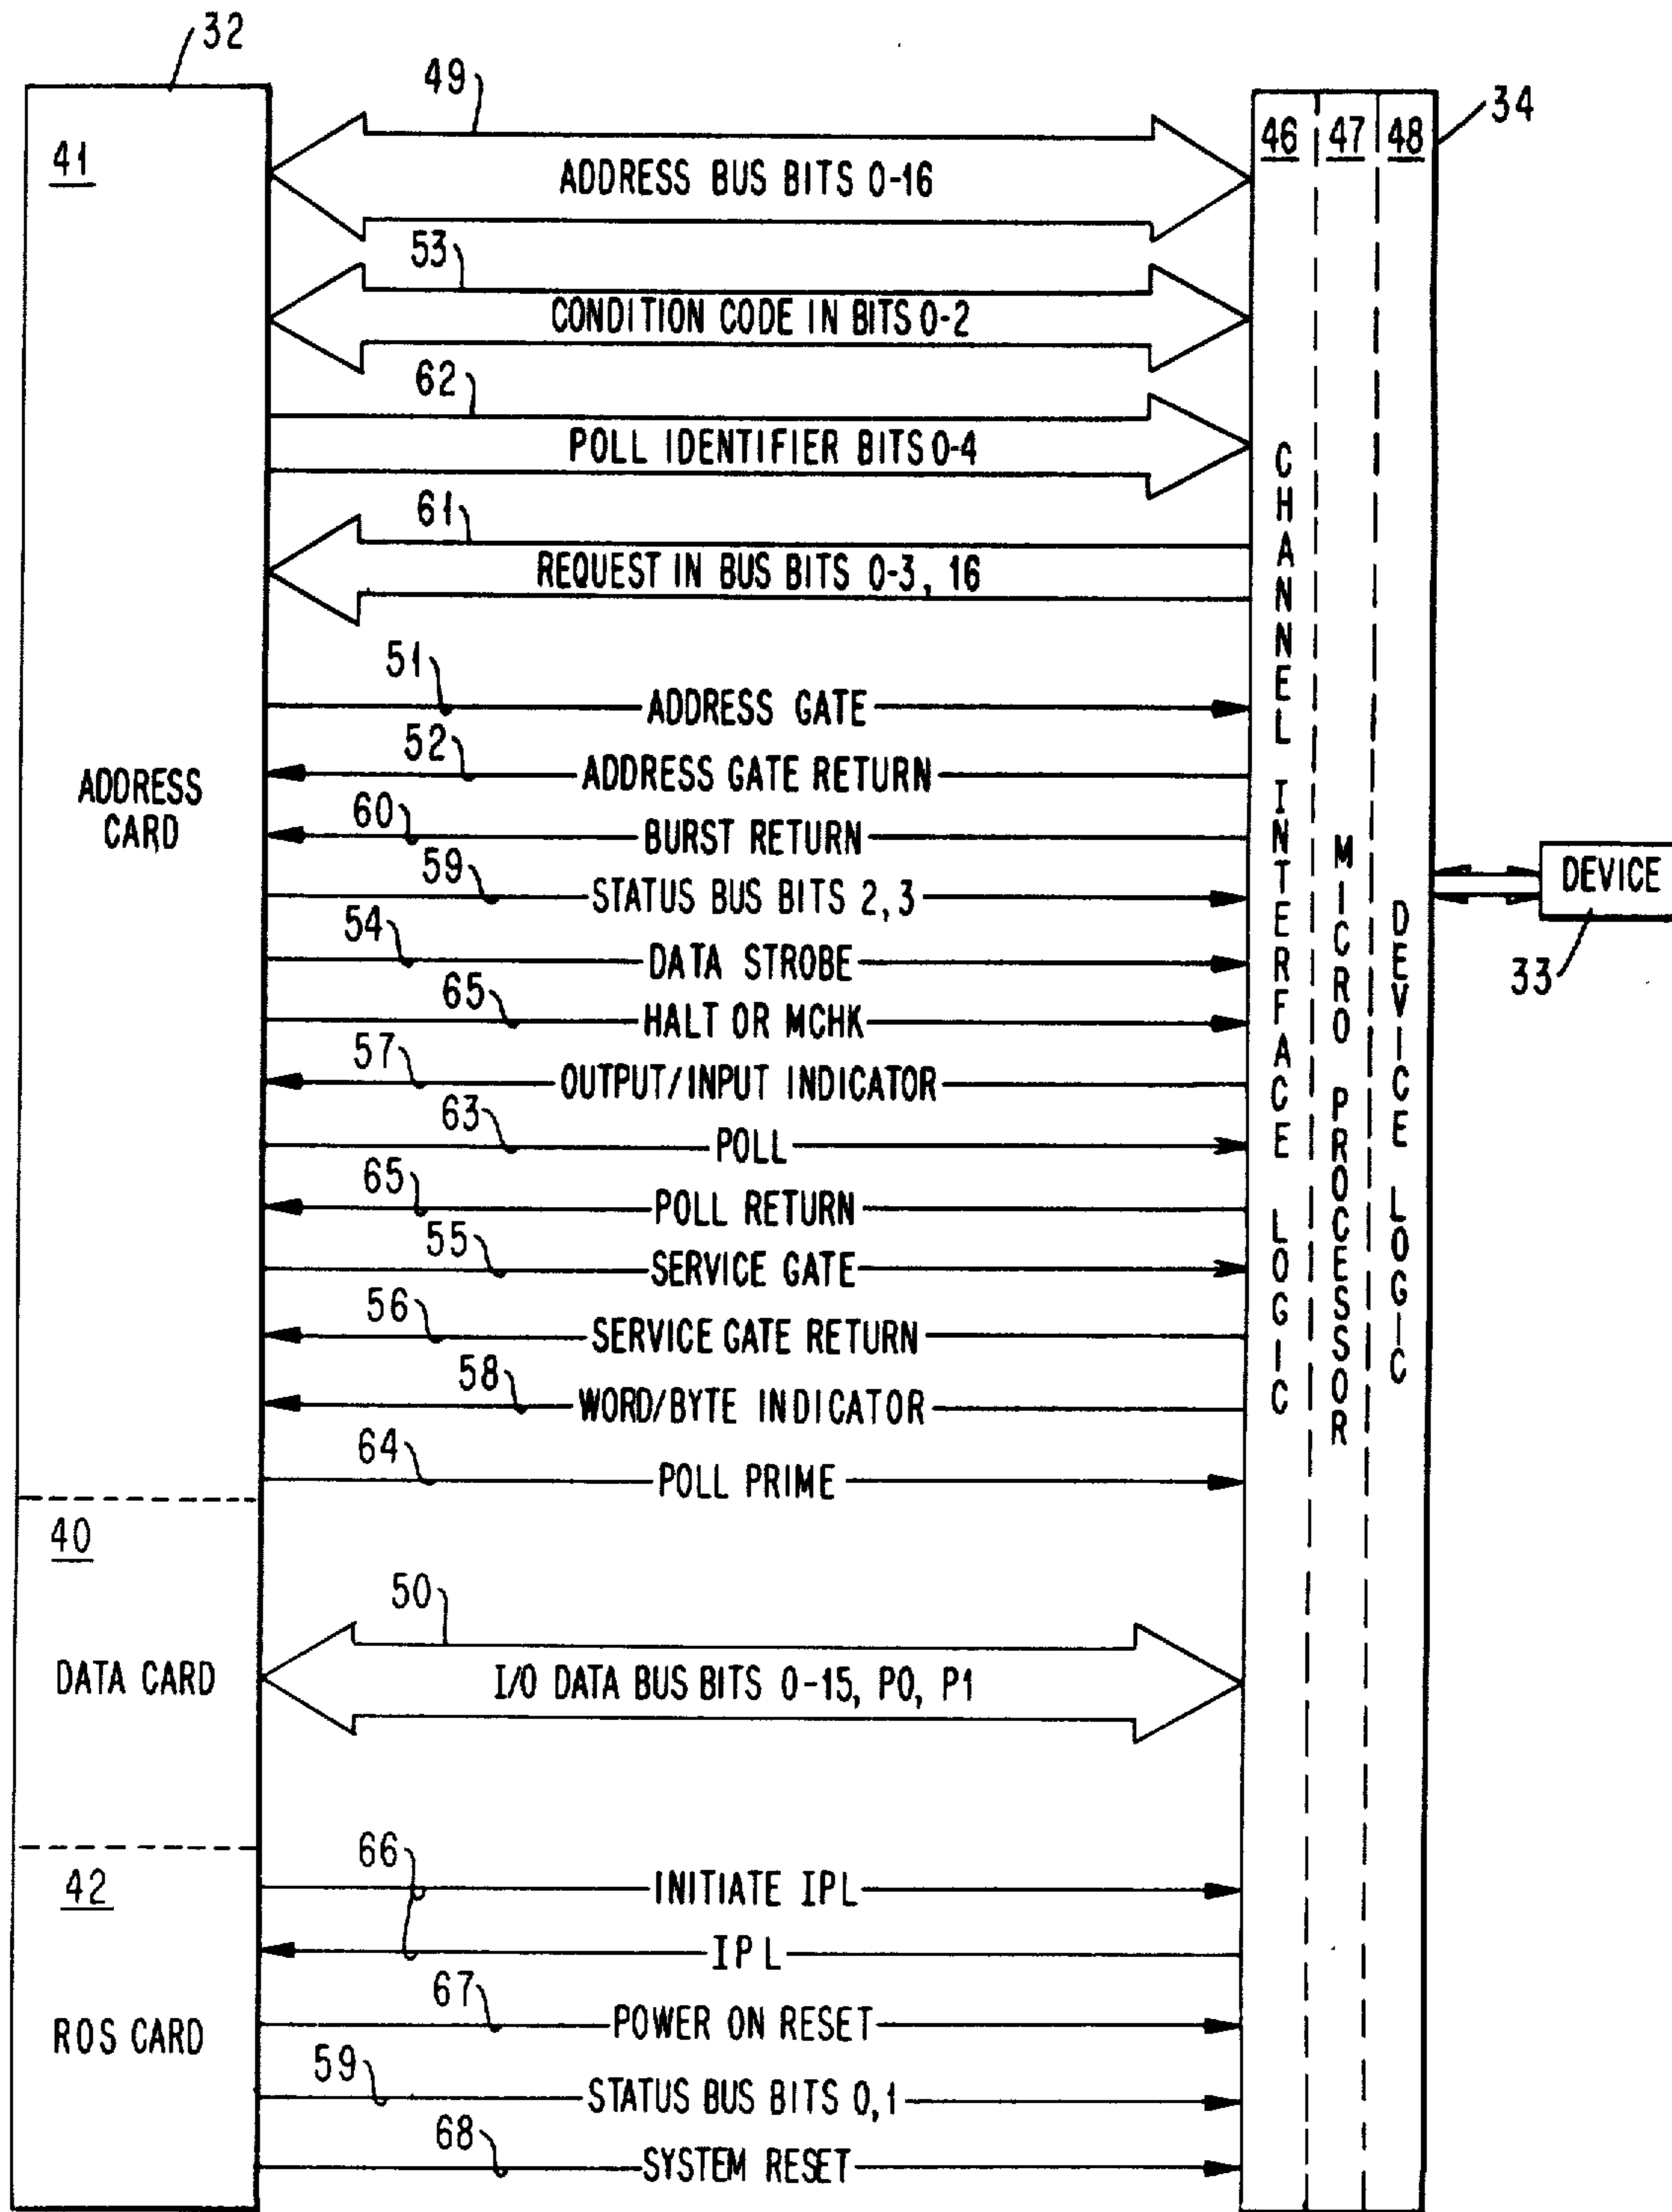 32
49
34
41
46 47 48
ADDRESS BUS BITS 0-16
53
CONDITION CODE IN BITS 0-2
62
POLL IDENTIFIER BITS 0-4
61
REQUEST IN BUS BITS 0-3, 16
51
ADDRESS GATE
52
ADDRESS GATE RETURN
ADDRESS
CARD
60
BURST RETURN
59
STATUS BUS BITS 2, 3
54
DATA STROBE
65
HALT OR MCHK
57
OUTPUT/INPUT INDICATOR
63
POLL
65
POLL RETURN
55
SERVICE GATE
56
SERVICE GATE RETURN
58
WORD/BYTE INDICATOR
64
POLL PRIME
CHANNEL INTERFACE LOGIC
MICRO PROCESSOR
DEVICE LOGIC
DEVICE
33
40
50
DATA CARD
I/O DATA BUS BITS 0-15, P0, P1
42
66
INITIATE IPL
IPL
ROS CARD
67
POWER ON RESET
59
STATUS BUS BITS 0,1
68
SYSTEM RESET